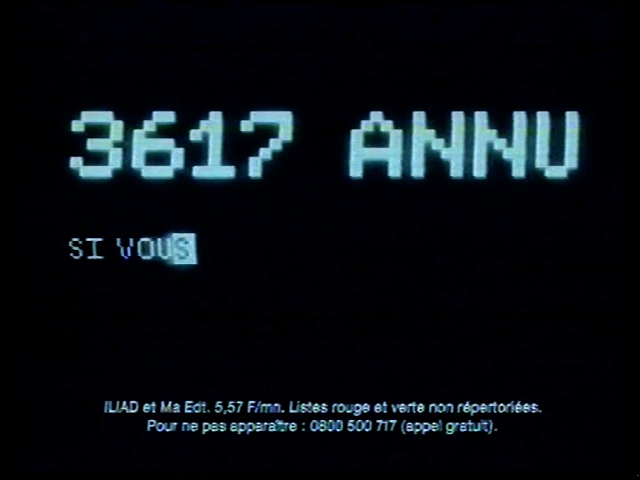 3617 ANNU
SI VOUS
ILIAD et Ma Edt. 5,57 F/mn. Listes rouge et verte non répertoriées.
Pour ne pas apparaître : 0800 500 717 (appel gratuit).